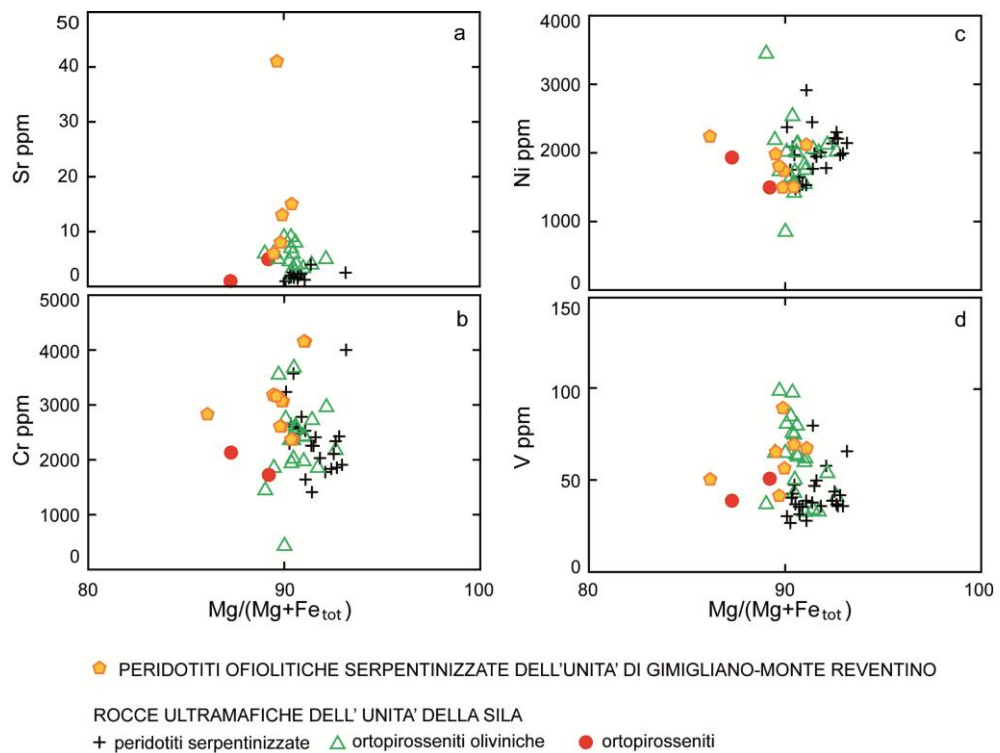 a
50
40
30
20
10
0
Sr ppm
b
5000
4000
3000
2000
1000
0
Cr ppm
80
90
100
Mg/(Mg+Fetot)
c
4000
3000
2000
1000
0
Ni ppm
d
150
100
50
0
V ppm
80
90
100
Mg/(Mg+Fetot)
PERIDOTITI OFIOLITICHE SERPENTINIZZATE DELL'UNITA' DI GIMIGLIANO-MONTE REVENTINO
ROCCE ULTRAMAFICHE DELL' UNITA' DELLA SILA
+ peridotiti serpentinizzate △ ortopirosseniti oliviniche ● ortopirosseniti